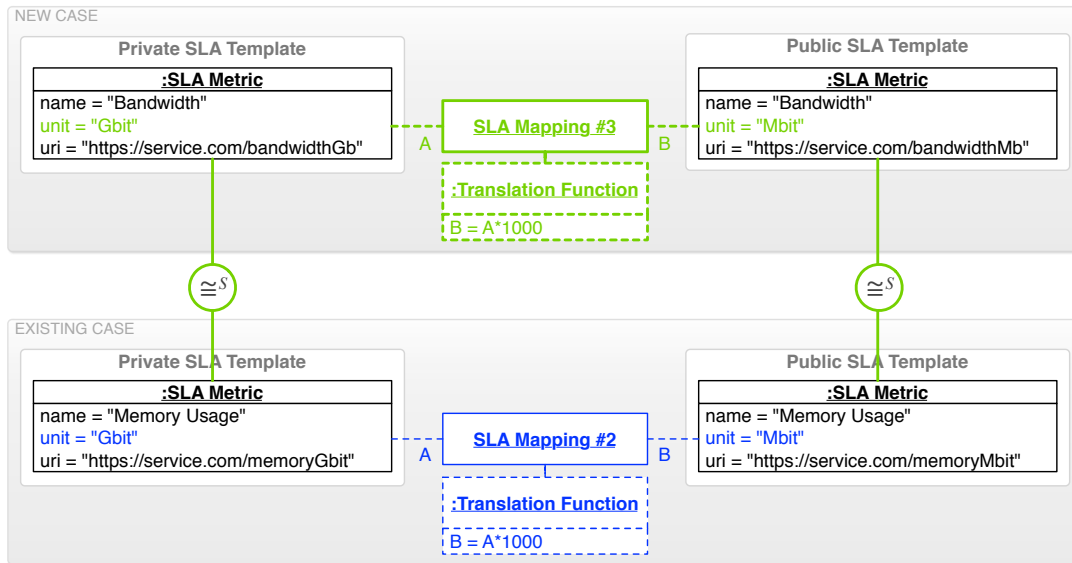 NEW CASE
Private SLA Template
:SLA Metric
name = "Bandwidth"
unit = "Gbit"
uri = "https://service.com/bandwidthGb"
A
SLA Mapping #3
B
:Translation Function
B = A*1000
Public SLA Template
:SLA Metric
name = "Bandwidth"
unit = "Mbit"
uri = "https://service.com/bandwidthMb"
≅S
≅S
EXISTING CASE
Private SLA Template
:SLA Metric
name = "Memory Usage"
unit = "Gbit"
uri = "https://service.com/memoryGbit"
A
SLA Mapping #2
B
:Translation Function
B = A*1000
Public SLA Template
:SLA Metric
name = "Memory Usage"
unit = "Mbit"
uri = "https://service.com/memoryMbit"